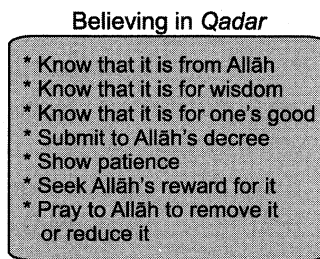 Believing in Qadar
* Know that it is from Allāh
* Know that it is for wisdom
* Know that it is for one's good
* Submit to Allāh's decree
* Show patience
* Seek Allāh's reward for it
* Pray to Allāh to remove it
or reduce it